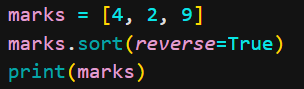 marks = [4, 2, 9]
marks.sort(reverse=True)
print(marks)